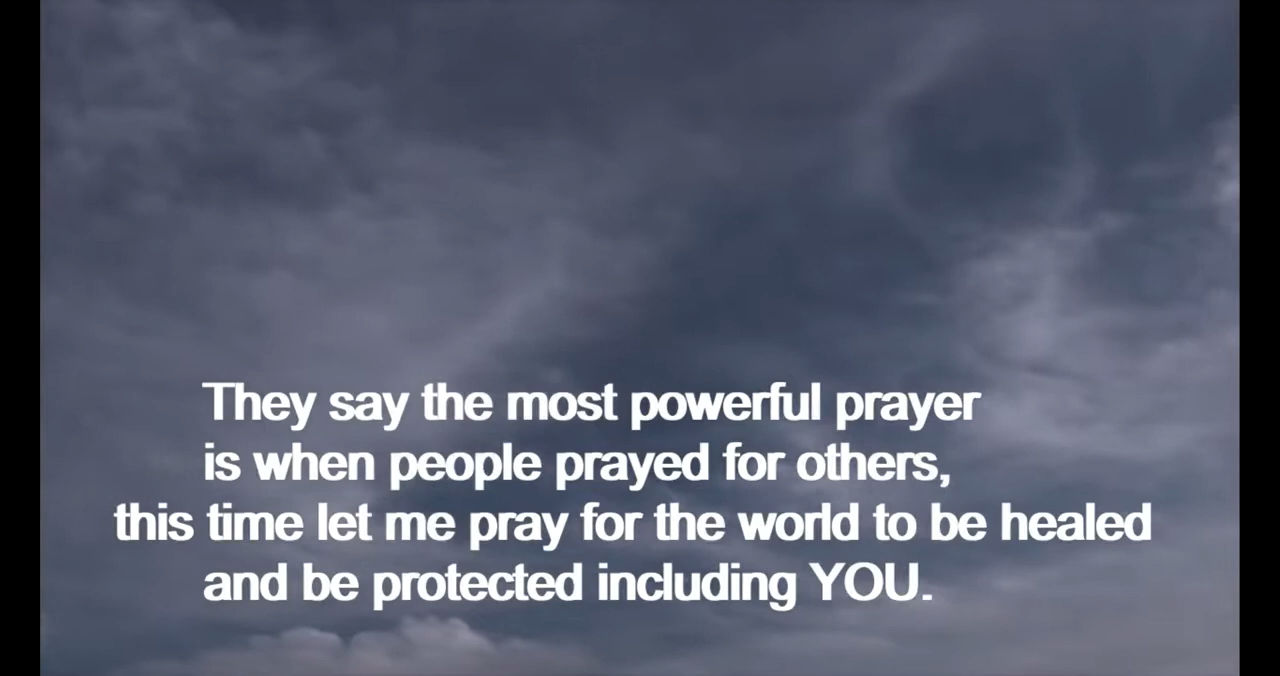 They say the most powerful prayer
is when people prayed for others,
this time let me pray for the world to be healed
and be protected including YOU.